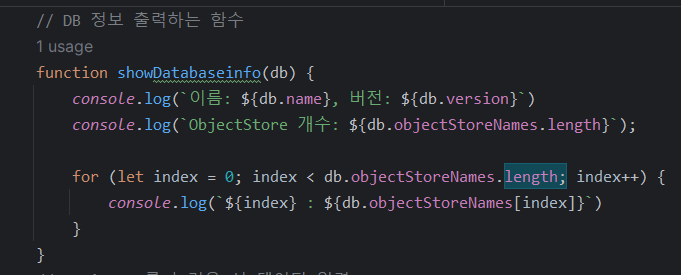 // DB 정보 출력하는 함수
1 usage
function showDatabaseinfo(db) {
console.log(`이름: ${db.name}, 버전: ${db.version}`)
console.log(`ObjectStore 개수: ${db.objectStoreNames.length}`);
for (let index = 0; index < db.objectStoreNames.length; index++) {
console.log(`${index} : ${db.objectStoreNames[index]}`)
}
}